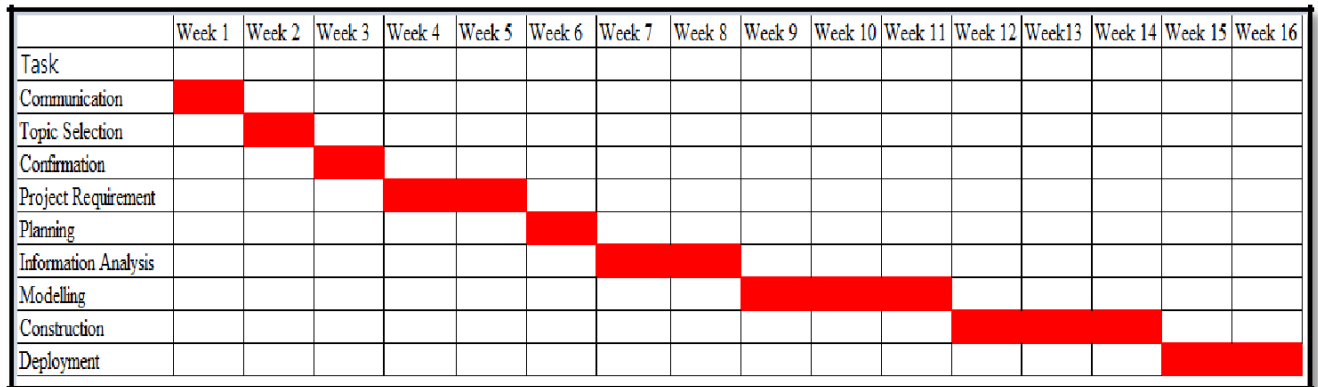 Week 1 Week 2 Week 3 Week 4 Week 5 Week 6 Week 7 Week 8 Week 9 Week 10 Week 11 Week 12 Week13 Week 14 Week 15 Week 16
Task
Communication
Topic Selection
Confirmation
Project Requirement
Planning
Information Analysis
Modelling
Construction
Deployment